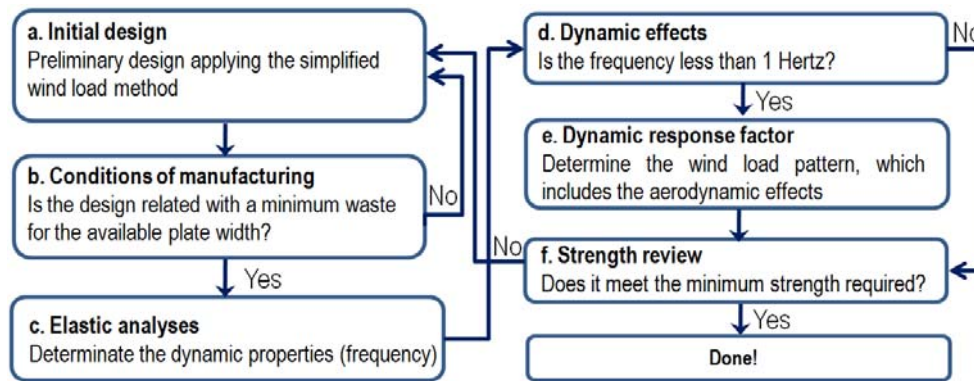 a. Initial design
Preliminary design applying the simplified
wind load method
b. Conditions of manufacturing
Is the design related with a minimum waste
for the available plate width?
No
Yes
c. Elastic analyses
Determinate the dynamic properties (frequency)
d. Dynamic effects
Is the frequency less than 1 Hertz?
No
Yes
e. Dynamic response factor
Determine the wind load pattern, which
includes the aerodynamic effects
No
f. Strength review
Does it meet the minimum strength required?
Yes
Done!